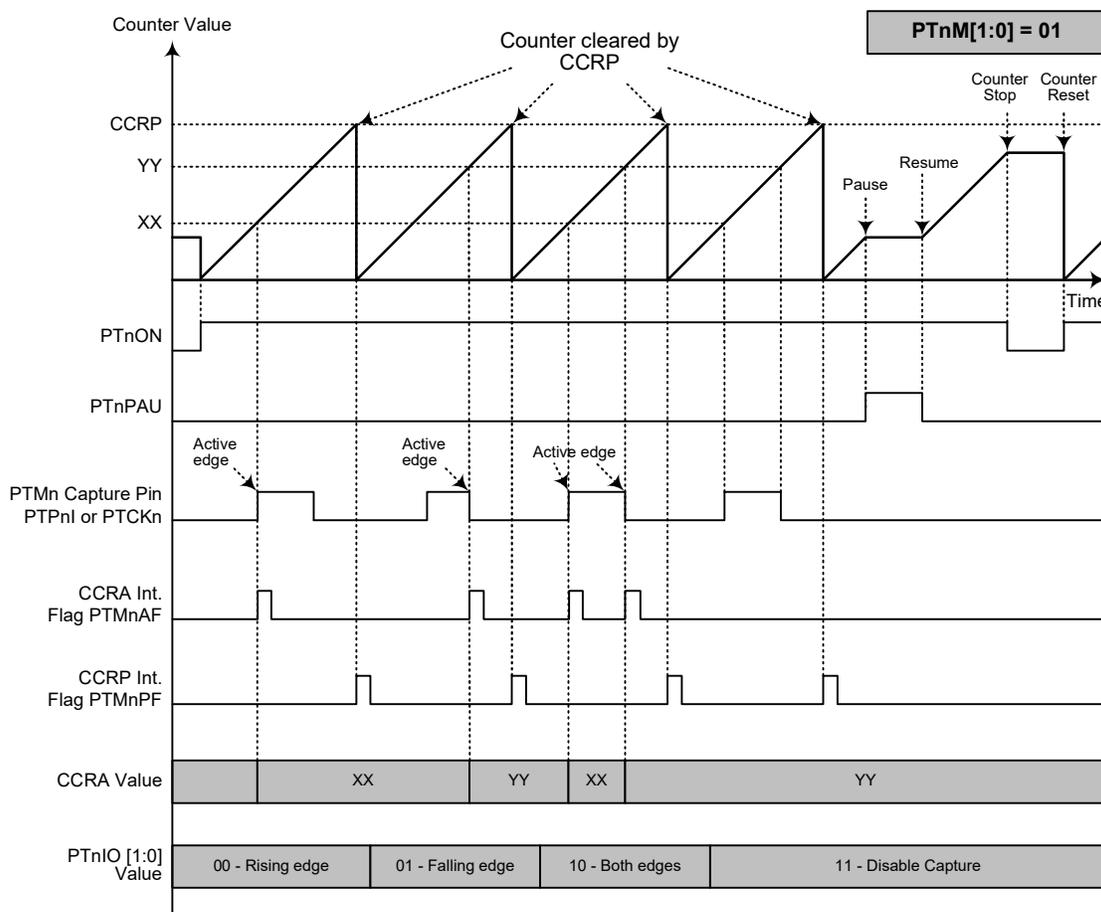 Counter Value
PTnM[1:0] = 01
Counter cleared by
CCRP
Counter
Stop
Counter
Reset
CCRP
YY
Resume
Pause
XX
Time
PTnON
PTnPAU
Active
edge
Active
edge
Active edge
PTMn Capture Pin
PTPnI or PTCKn
CCRA Int.
Flag PTMnAF
CCRP Int.
Flag PTMnPF
CCRA Value
XX
YY
XX
YY
PTnIO [1:0]
Value
00 - Rising edge
01 - Falling edge
10 - Both edges
11 - Disable Capture